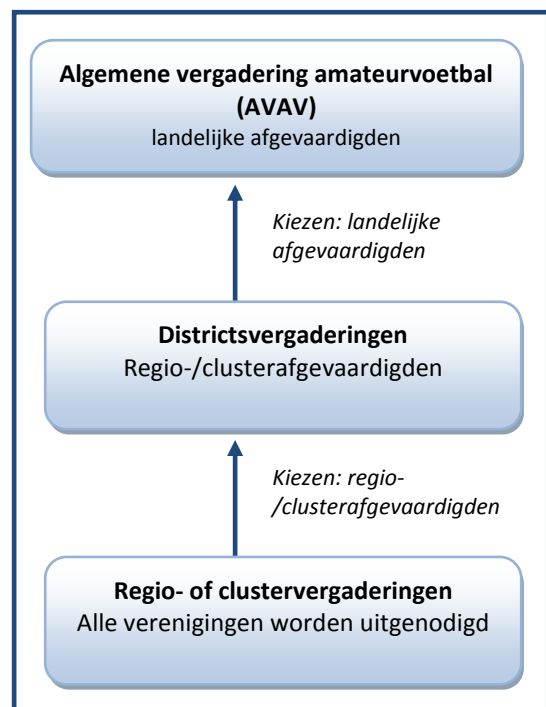 Algemene vergadering amateurvoetbal
(AVAV)
landelijke afgevaardigden
Kiezen: landelijke
afgevaardigden
Districtsvergaderingen
Regio-/clusterafgevaardigden
Kiezen: regio-
/clusterafgevaardigden
Regio- of clustervergaderingen
Alle verenigingen worden uitgenodigd